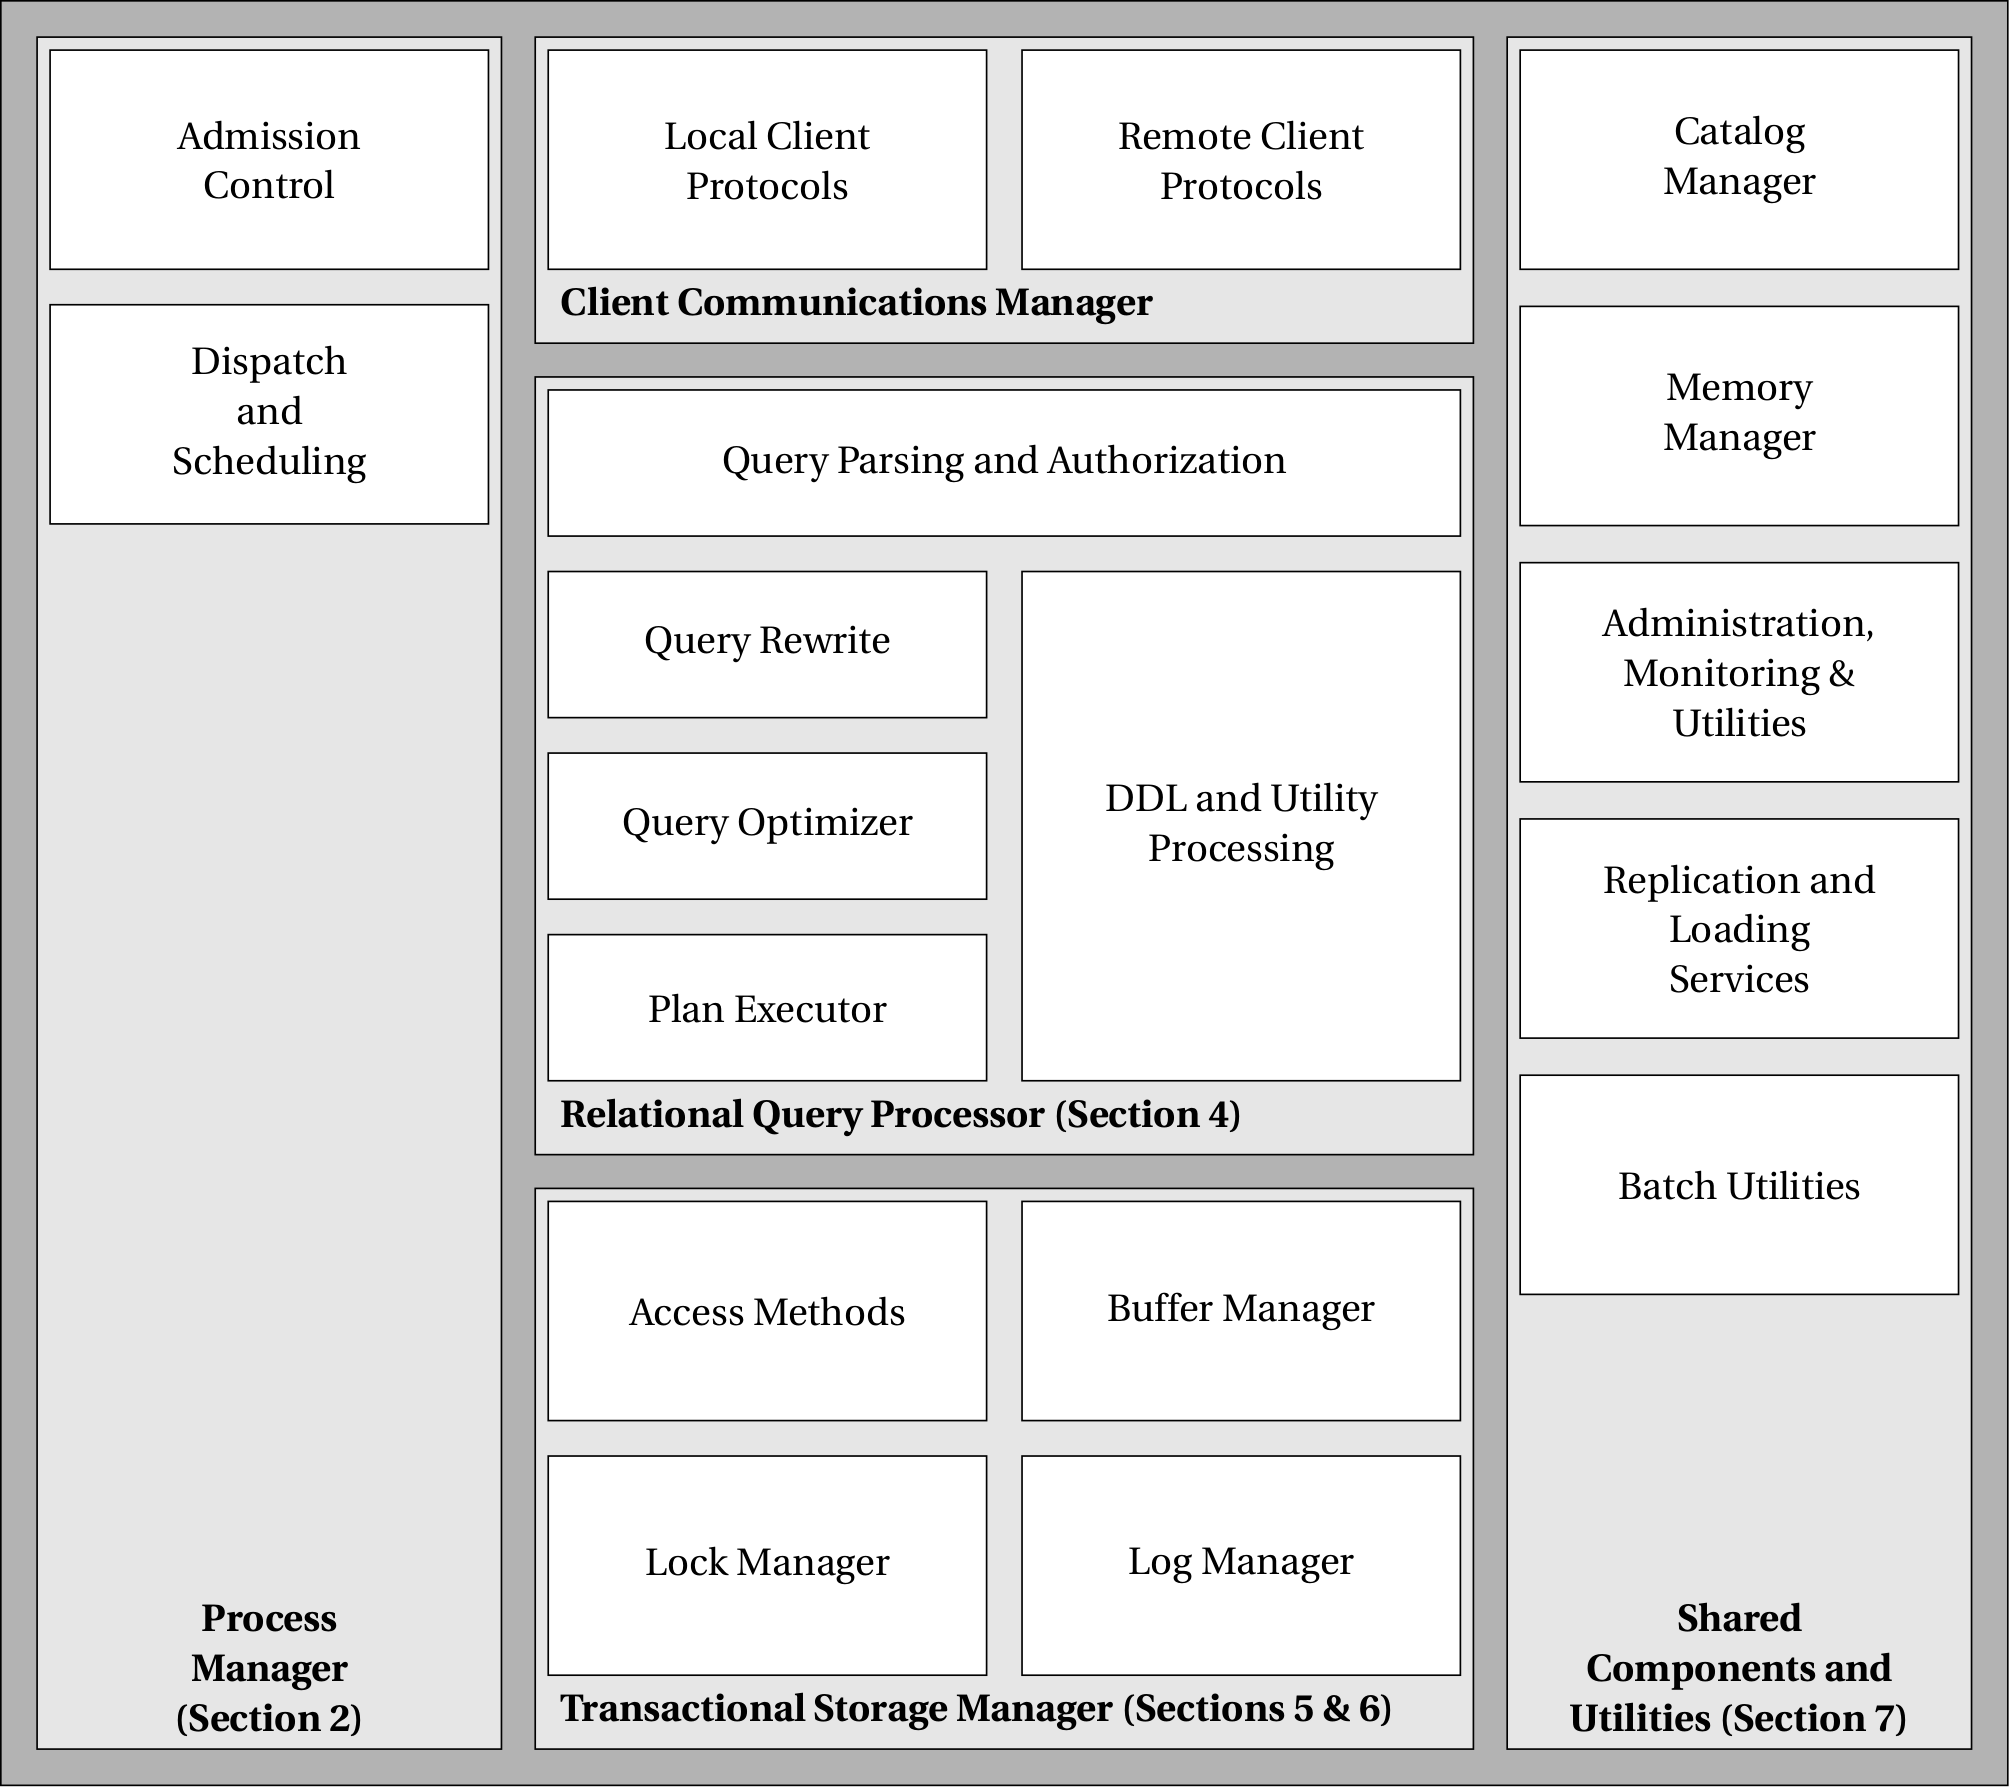 Admission
Control
Dispatch
and
Scheduling
Process
Manager
(Section 2)
Local Client
Protocols
Remote Client
Protocols
Client Communications Manager
Query Parsing and Authorization
Query Rewrite
Query Optimizer
Plan Executor
DDL and Utility
Processing
Relational Query Processor (Section 4)
Access Methods
Buffer Manager
Lock Manager
Log Manager
Transactional Storage Manager (Sections 5 & 6)
Catalog
Manager
Memory
Manager
Administration,
Monitoring &
Utilities
Replication and
Loading
Services
Batch Utilities
Shared
Components and
Utilities (Section 7)